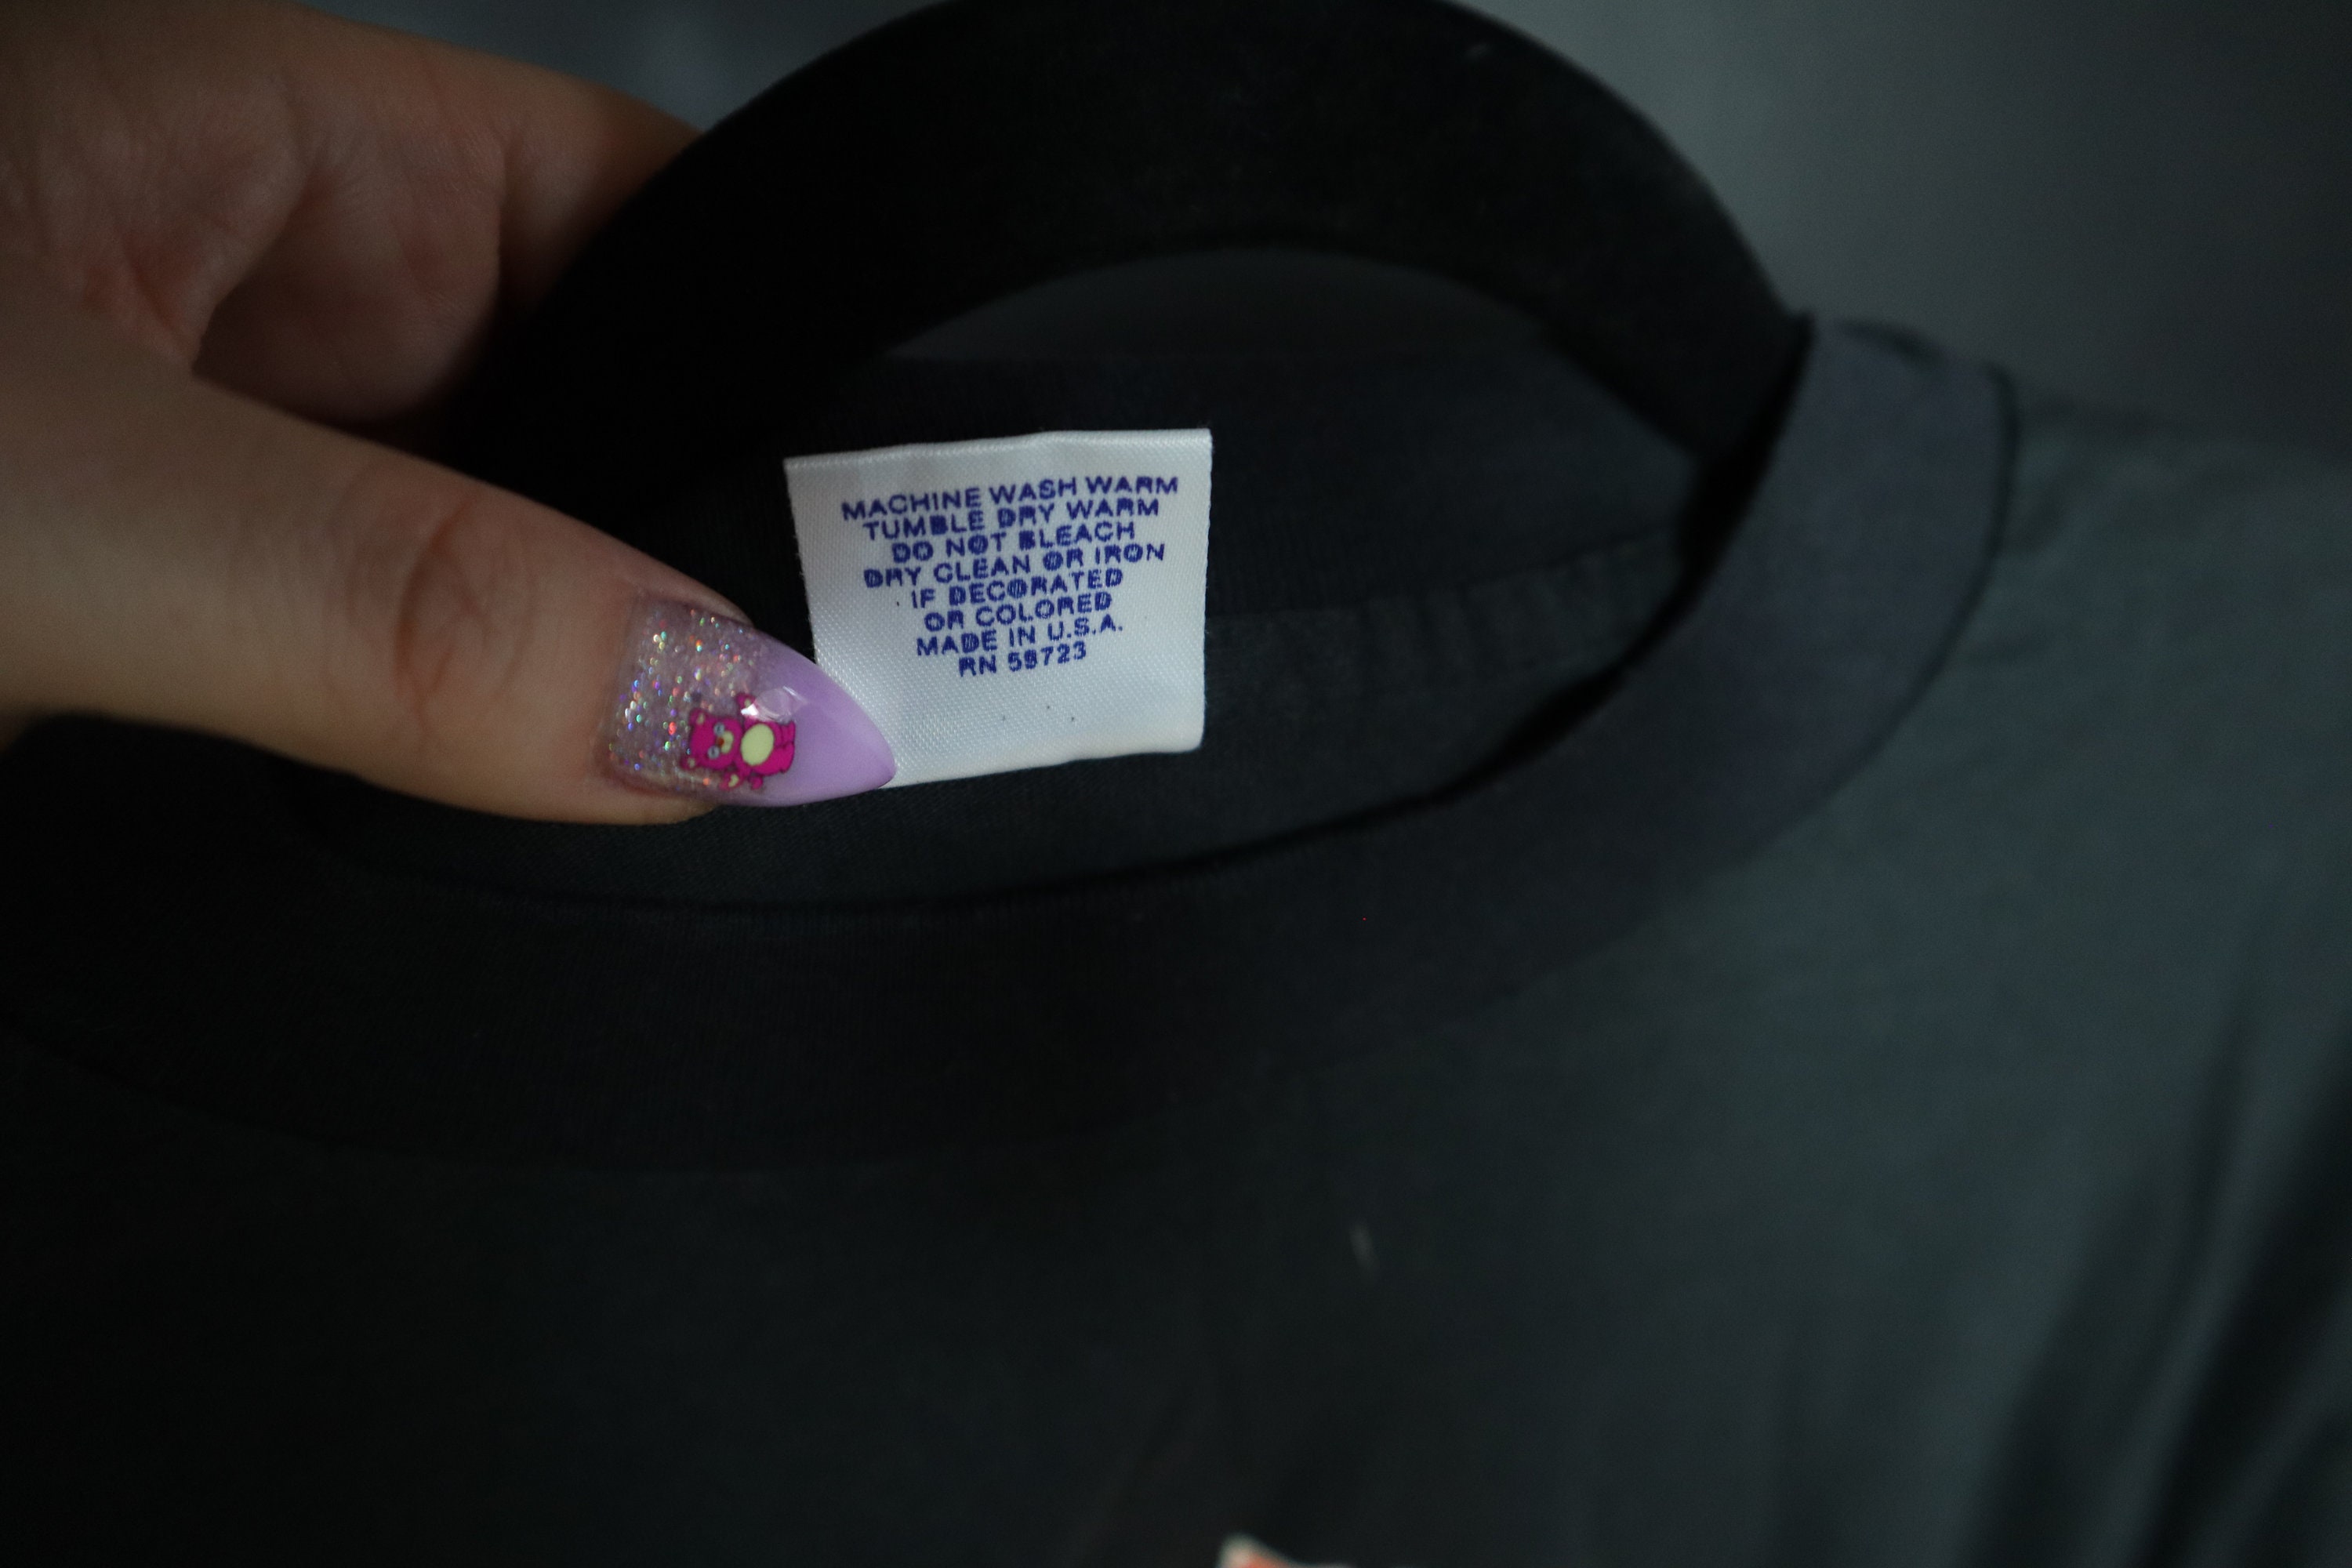 MACHINE WASH WARM
TUMBLE DRY WARM
DO NOT BLEACH
DRY CLEAN OR IRON
IF DECORATED
OR COLORED
MADE IN U.S.A.
RN 59723